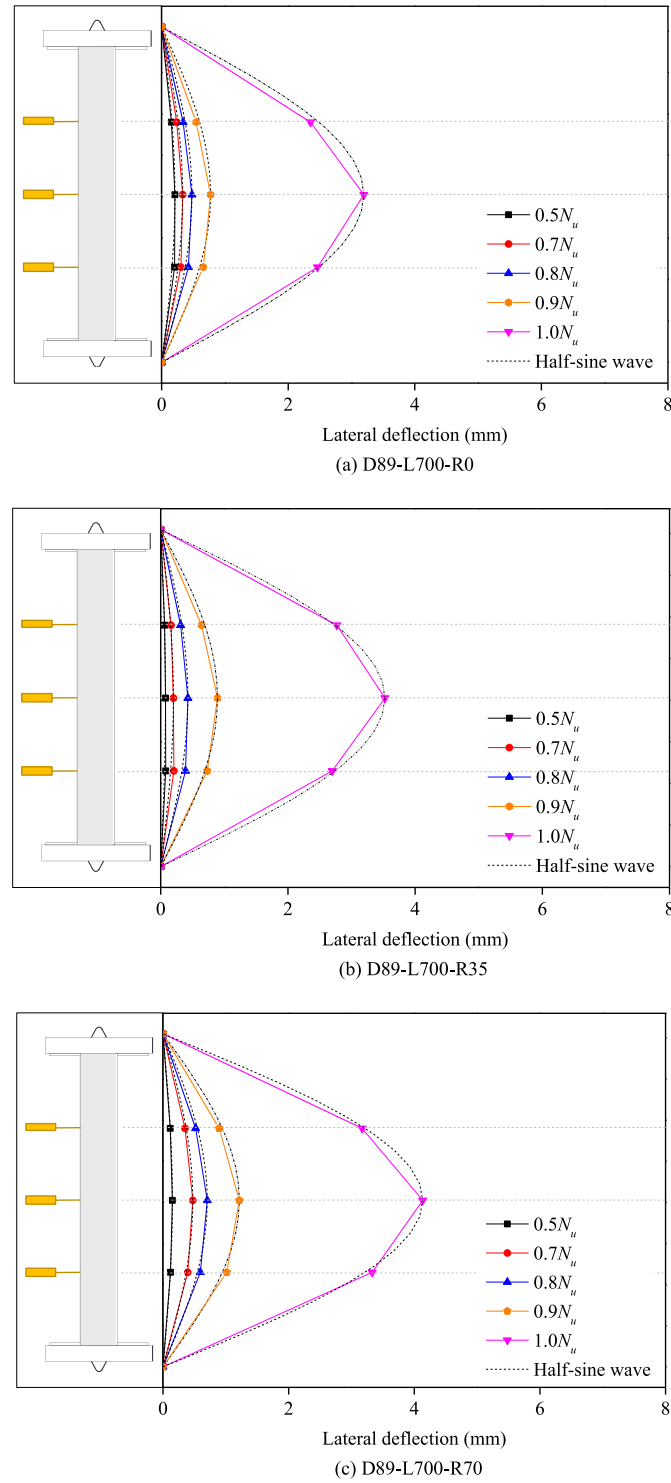 0.5Nu
0.7Nu
0.8Nu
0.9Nu
1.0Nu
Half-sine wave
0 2 4 6 8
Lateral deflection (mm)
(a) D89-L700-R0
0.5Nu
0.7Nu
0.8Nu
0.9Nu
1.0Nu
Half-sine wave
0 2 4 6 8
Lateral deflection (mm)
(b) D89-L700-R35
0.5Nu
0.7Nu
0.8Nu
0.9Nu
1.0Nu
Half-sine wave
0 2 4 6 8
Lateral deflection (mm)
(c) D89-L700-R70